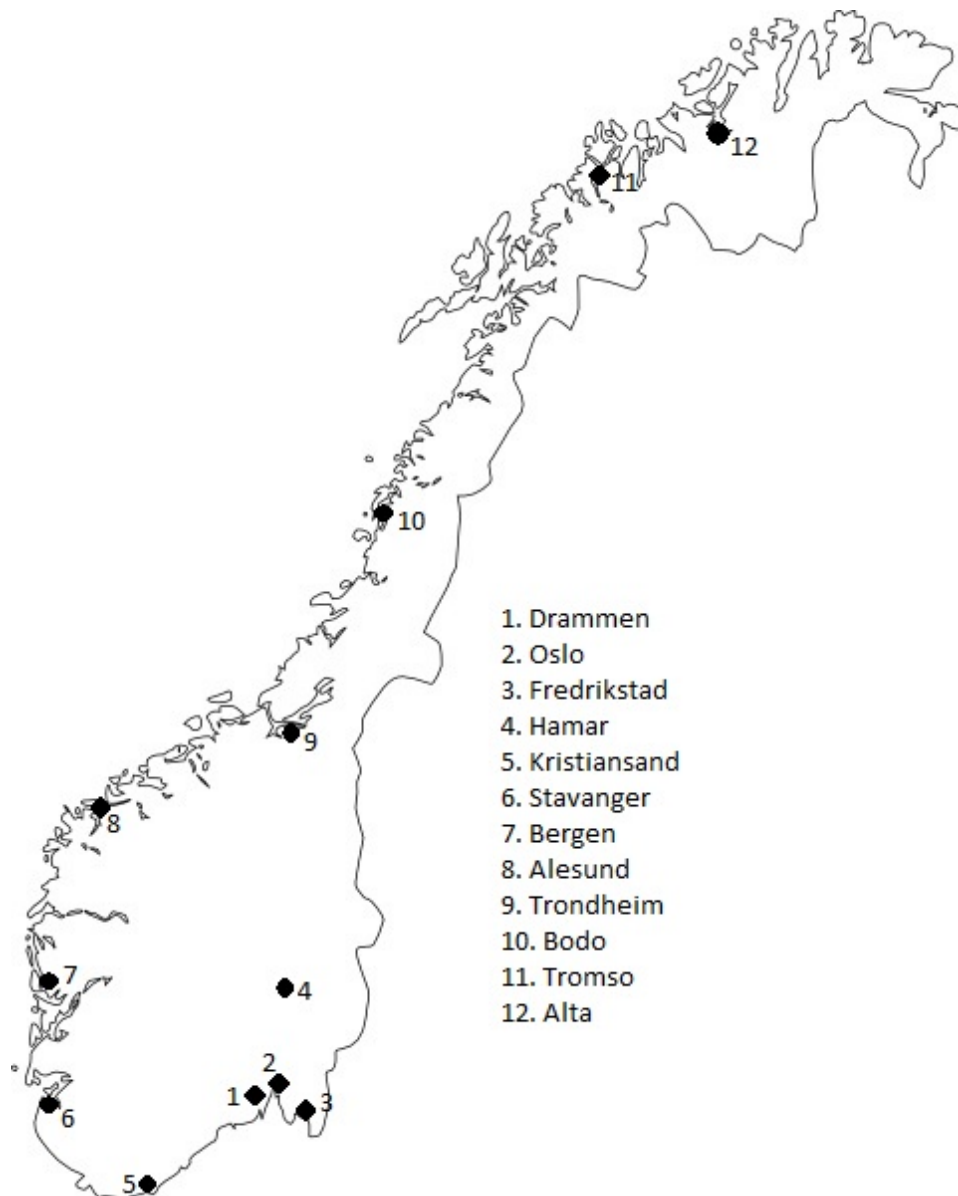 12
11
10
9
8
7
4
2
1
3
6
5
1. Drammen
2. Oslo
3. Fredrikstad
4. Hamar
5. Kristiansand
6. Stavanger
7. Bergen
8. Alesund
9. Trondheim
10. Bodo
11. Tromso
12. Alta